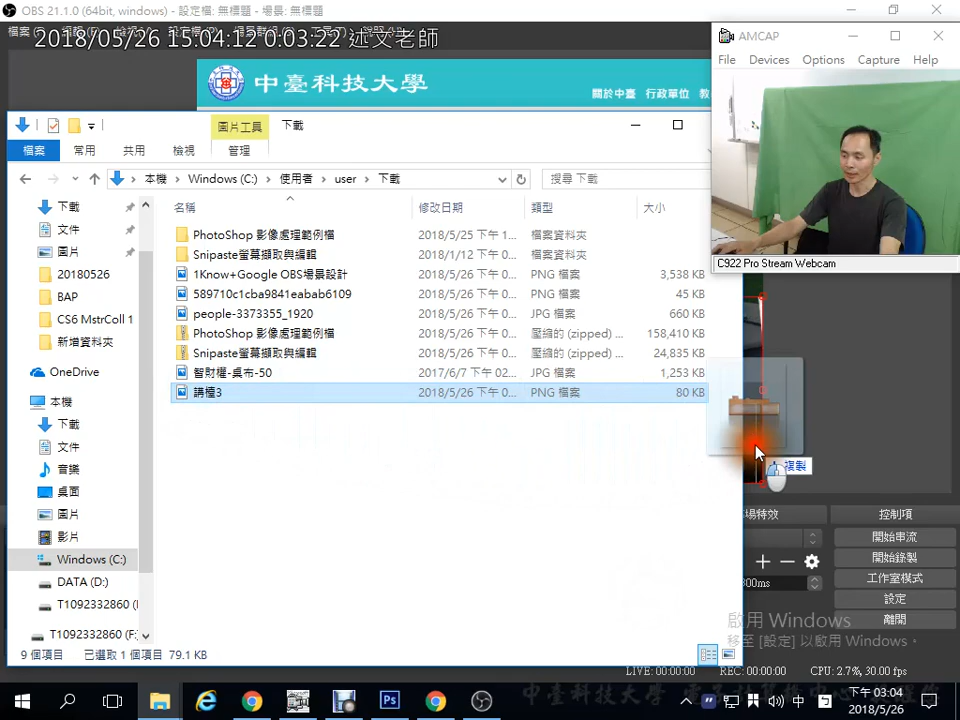 OBS 21.1.0 (64bit, windows) - 設定檔: 無標題 - 場景: 無標題
2018/05/26 15.04.12 0.03:22 述文老師
AMCAP
File Devices Options Capture Help
中臺科技大學
關於中臺 行政單位
圖片工具 下載
檔案 常用 共用 檢視 管理
本機 Windows (C:) 使用者 user 下載
搜尋 下載
名稱 修改日期 類型 大小
PhotoShop 影像處理範例檔 2018/5/25 下午 1... 檔案資料夾
Snipaste螢幕擷取與編輯 2018/1/12 下午 0... 檔案資料夾
1Know+Google OBS場景設計 2018/5/26 下午 0... PNG 檔案 3,538 KB
589710c1cba9841eabab6109 2018/5/26 下午 0... PNG 檔案 45 KB
people-3373355_1920 2018/5/26 下午 0... JPG 檔案 660 KB
PhotoShop 影像處理範例檔 2018/5/26 下午 0... 壓縮的 (zipped) ... 158,410 KB
Snipaste螢幕擷取與編輯 2018/5/26 下午 0... 壓縮的 (zipped) ... 24,835 KB
智財權-桌布-50 2017/6/7 下午 02... JPG 檔案 1,253 KB
講檯3 2018/5/26 下午 0... PNG 檔案 80 KB
下載
文件
圖片
20180526
BAP
CS6 MstrColl 1
新增資料夾
OneDrive
本機
下載
文件
音樂
桌面
圖片
影片
Windows (C:)
DATA (D:)
T1092332860 (
T1092332860 (F:
9 個項目 已選取 1 個項目 79.1 KB
C922 Pro Stream Webcam
複製
場特效 控制項
開始串流
開始錄製
工作室模式
設定
離開
300ms
啟用 Windows
移至 [設定] 以啟用 Windows。
LIVE: 00:00:00 REC: 00:00:00 CPU: 2.7%, 30.00 fps
中臺科技大學
中
下午 03:04
2018/5/26